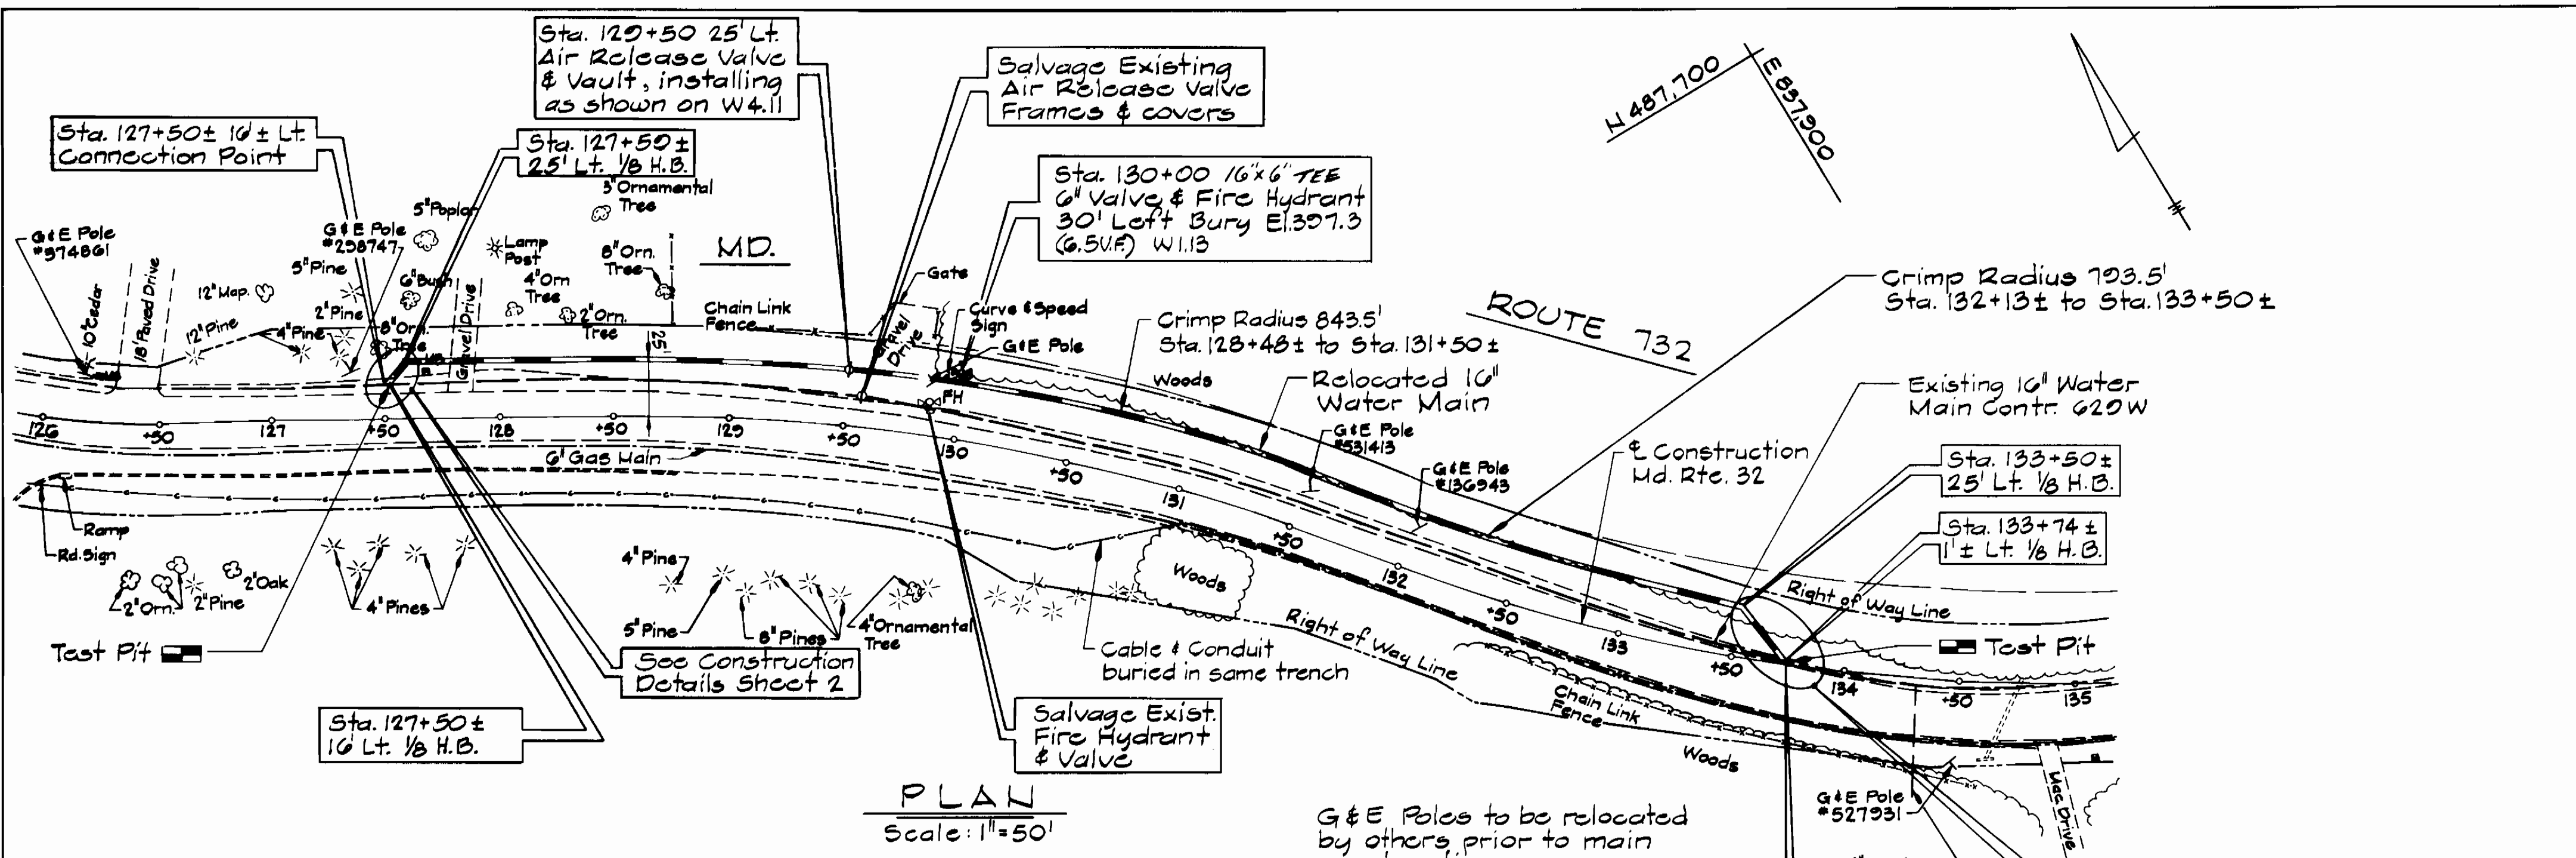 Sta. 129+50 25' Lt.
Air Release Valve
& Vault, installing
as shown on W4.11
Salvage Existing
Air Release Valve
Frames & covers
N 487,700
E 837,900
Sta. 127+50± 16'± Lt.
Connection Point
Sta. 127+50±
25' Lt. 1/8 H.B.
Sta. 130+00 16"x6" TEE
6" Valve & Fire Hydrant
30' Left Bury El.397.3
(6.5V.F.) W1.13
3" Ornamental
Tree
5" Poplar
G&E Pole
#974861
G&E Pole
#298747
Lamp
Post
8" Orn.
Tree
MD.
ROUTE 732
Gate
Crimp Radius 793.5'
Sta. 132+13± to Sta. 133+50±
10" Cedar
18' Paved Drive
12" Map.
5" Pine
6" Bush
4" Orn
Tree
2" Orn.
Tree
2" Pine
12" Pine
4" Pine
8" Orn.
Tree
Gravel Drive
25'
Chain Link
Fence
Gravel
Drive
Curve & Speed
Sign
G&E Pole
FH
Crimp Radius 843.5'
Sta. 128+48± to Sta. 131+50±
Woods
Relocated 16"
Water Main
Existing 16" Water
Main Contr. 629W
G&E Pole
#531413
G&E Pole
#136943
℄ Construction
Md. Rte. 32
Sta. 133+50±
25' Lt. 1/8 H.B.
Sta. 133+74±
1'± Lt. 1/8 H.B.
126 +50 127 +50 128 +50 129 +50 130 +50 131 +50 132 +50 133 +50 134 +50 135
6" Gas Main
Ramp
Rd. Sign
2" Orn.
2" Pine
2" Oak
4" Pines
4" Pine
5" Pine
8" Pines
4" Ornamental
Tree
Woods
Right of Way Line
Right of Way Line
Test Pit
Test Pit
See Construction
Details Sheet 2
Cable & Conduit
buried in same trench
Chain Link
Fence
Woods
Sta. 127+50±
16' Lt. 1/8 H.B.
Salvage Exist.
Fire Hydrant
& Valve
PLAN
Scale: 1"=50'
G&E Poles to be relocated
by others, prior to main
G&E Pole
#527931
Mac. Drive